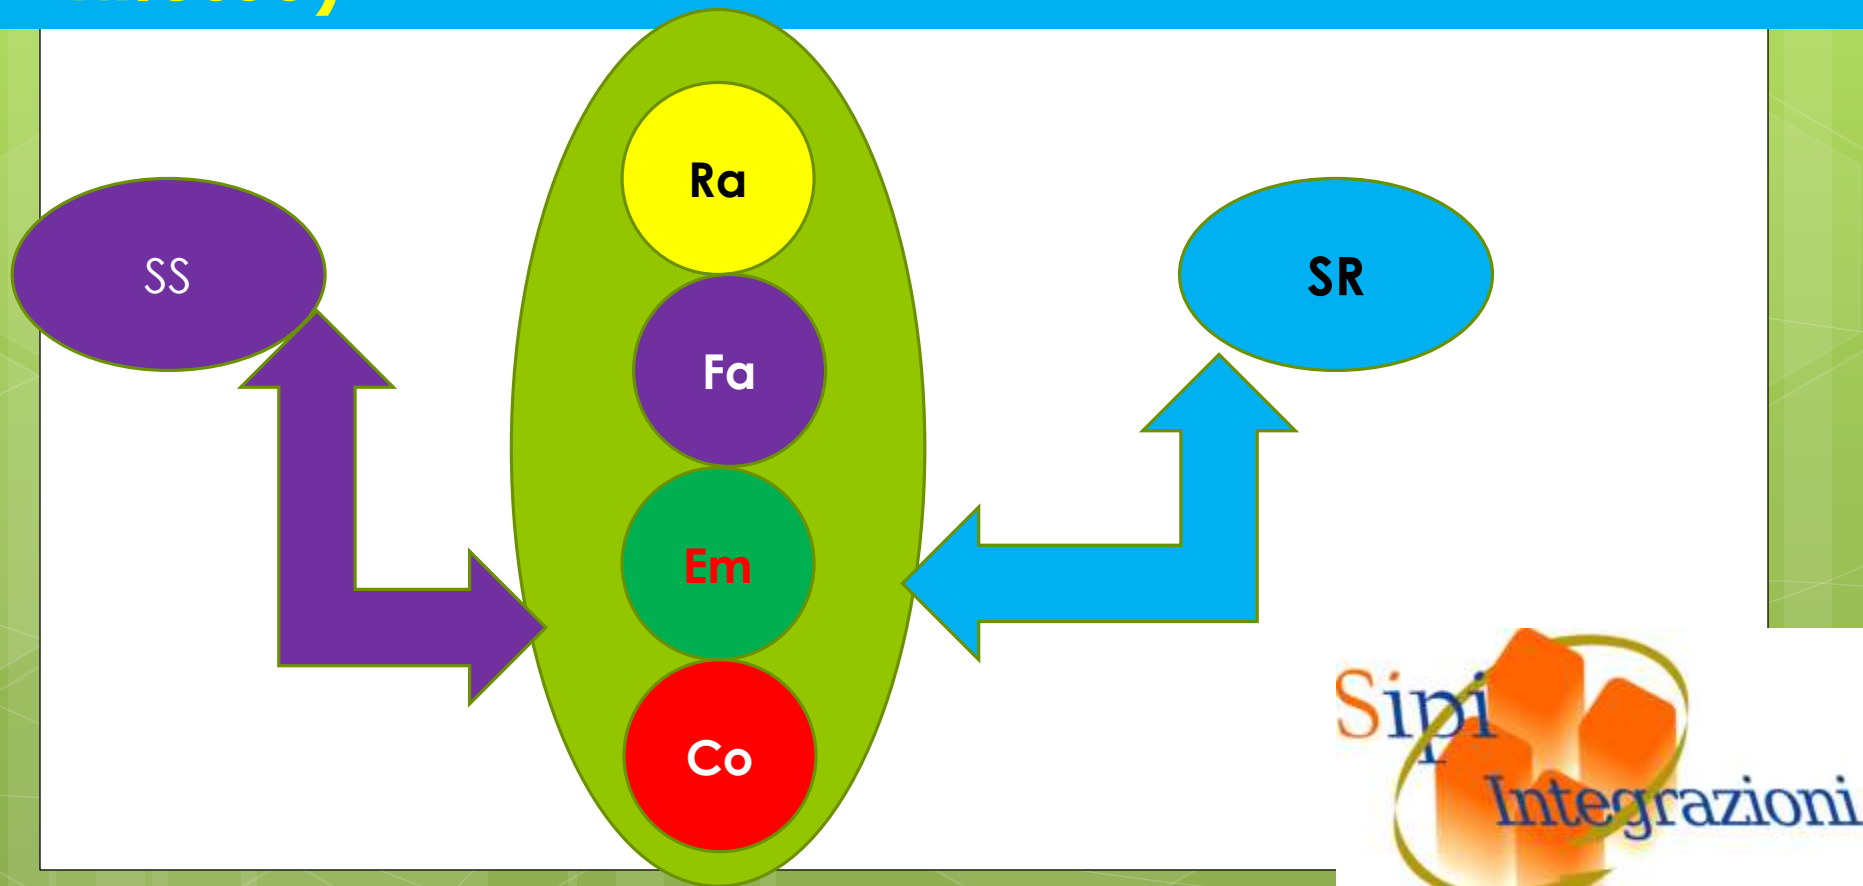 Ra
SS
SR
Fa
Em
Co
Sipi
Integrazioni